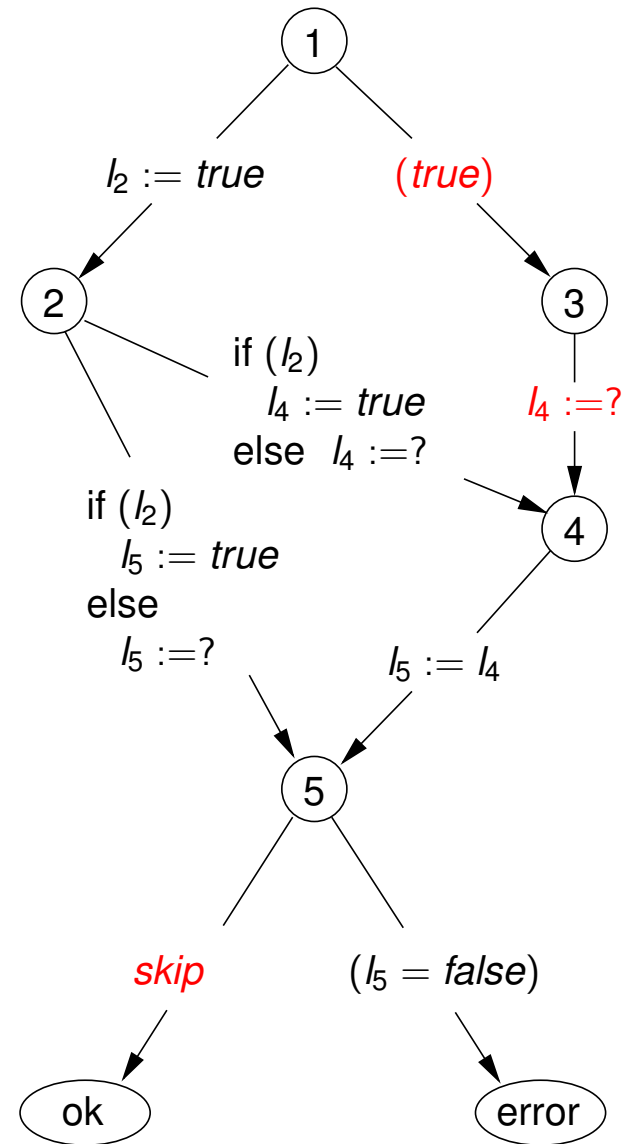 1
l₂ := true
(true)
2
3
if (l₂)
l₄ := true
else l₄ :=?
l₄ :=?
if (l₂)
l₅ := true
else
l₅ :=?
4
l₅ := l₄
5
skip
(l₅ = false)
ok
error